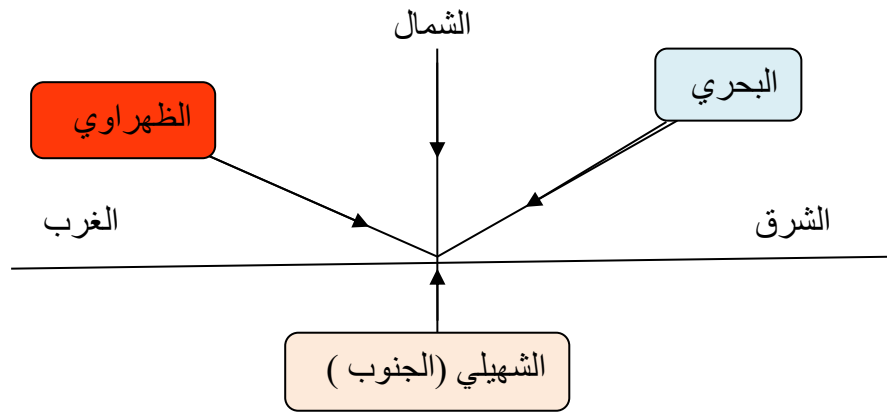 الشمال
البحري
الظهراوي
الشرق
الغرب
الشهيلي (الجنوب )